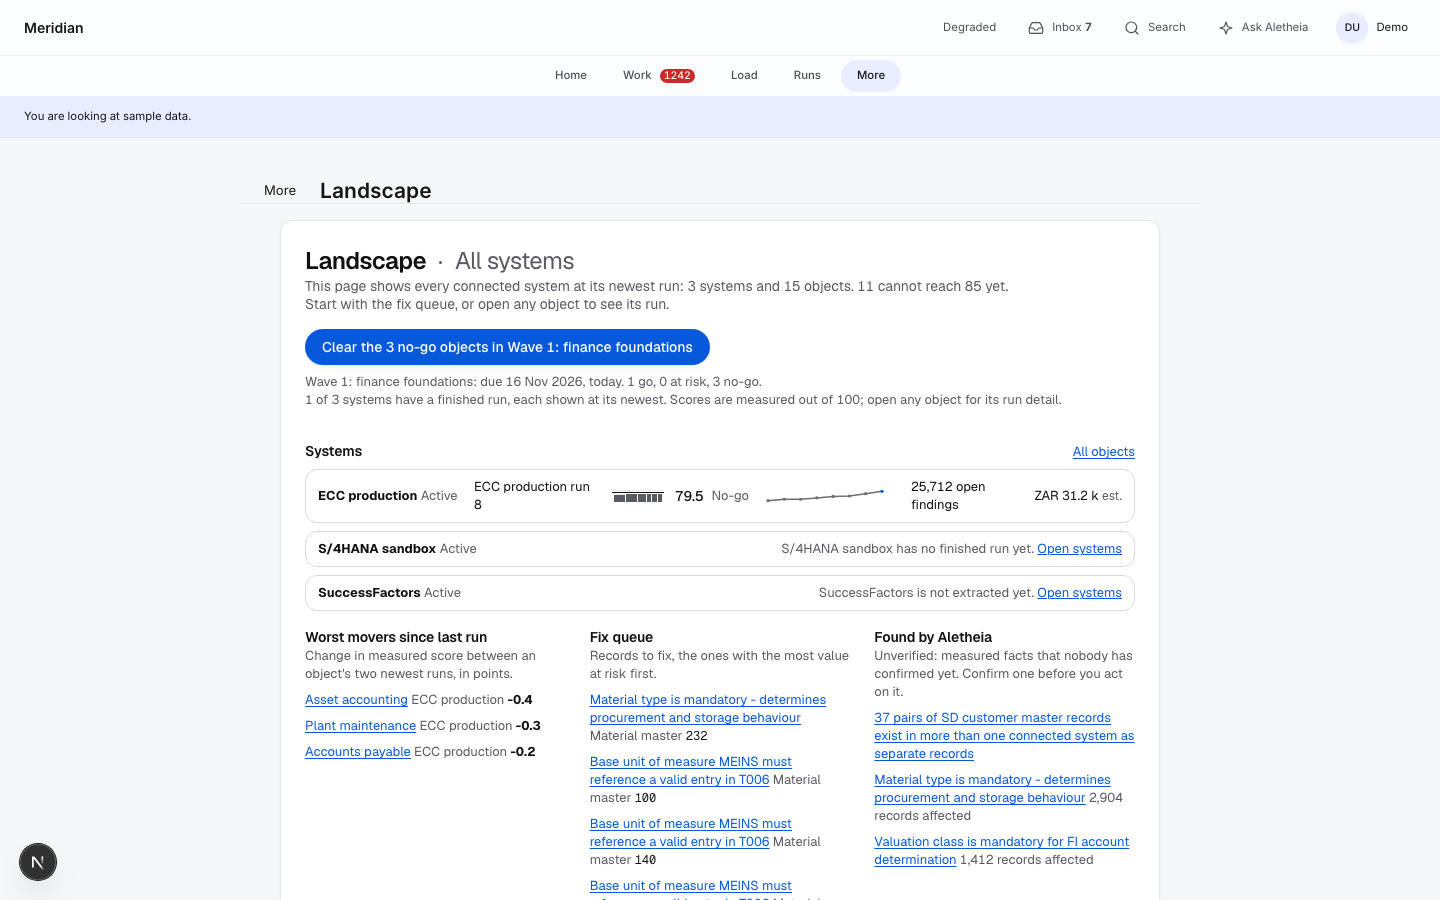 Meridian
Degraded
Inbox 7
Search
Ask Aletheia
DU
Demo
Home
Work 1242
Load
Runs
More
You are looking at sample data.
More
Landscape
Landscape · All systems
This page shows every connected system at its newest run: 3 systems and 15 objects. 11 cannot reach 85 yet.
Start with the fix queue, or open any object to see its run.
Clear the 3 no-go objects in Wave 1: finance foundations
Wave 1: finance foundations: due 16 Nov 2026, today. 1 go, 0 at risk, 3 no-go.
1 of 3 systems have a finished run, each shown at its newest. Scores are measured out of 100; open any object for its run detail.
Systems
All objects
ECC production Active
ECC production run
8
79.5 No-go
25,712 open
findings
ZAR 31.2 k est.
S/4HANA sandbox Active
S/4HANA sandbox has no finished run yet. Open systems
SuccessFactors Active
SuccessFactors is not extracted yet. Open systems
Worst movers since last run
Change in measured score between an
object's two newest runs, in points.
Asset accounting ECC production -0.4
Plant maintenance ECC production -0.3
Accounts payable ECC production -0.2
Fix queue
Records to fix, the ones with the most value
at risk first.
Material type is mandatory - determines
procurement and storage behaviour
Material master 232
Base unit of measure MEINS must
reference a valid entry in T006 Material
master 100
Base unit of measure MEINS must
reference a valid entry in T006 Material
master 140
Base unit of measure MEINS must
Found by Aletheia
Unverified: measured facts that nobody has
confirmed yet. Confirm one before you act
on it.
37 pairs of SD customer master records
exist in more than one connected system as
separate records
Material type is mandatory - determines
procurement and storage behaviour 2,904
records affected
Valuation class is mandatory for FI account
determination 1,412 records affected
N